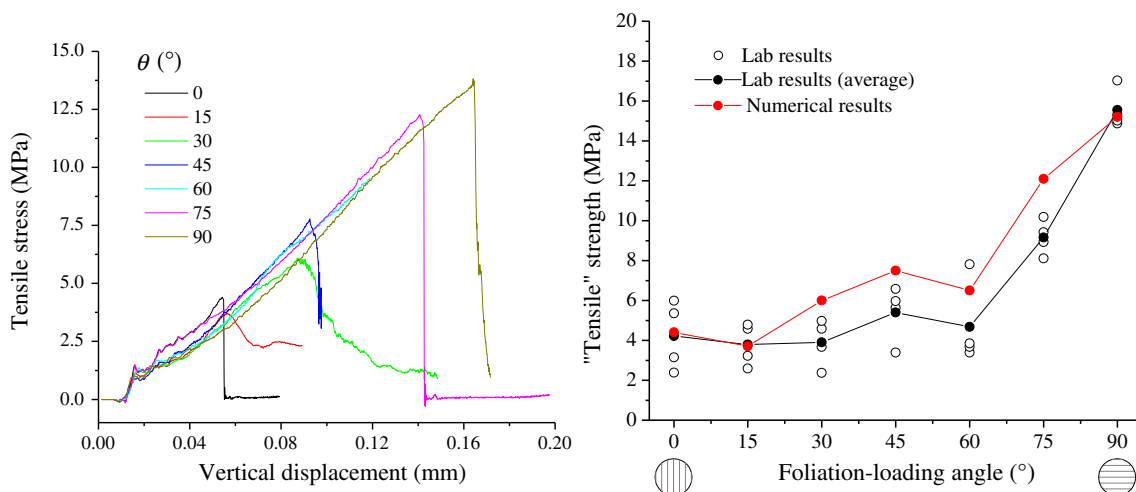 15.0
12.5
10.0
7.5
5.0
2.5
0.0
Tensile stress (MPa)
θ (°)
0
15
30
45
60
75
90
0.00 0.04 0.08 0.12 0.16 0.20
Vertical displacement (mm)
20
18
16
14
12
10
8
6
4
2
0
"Tensile" strength (MPa)
Lab results
Lab results (average)
Numerical results
0 15 30 45 60 75 90
Foliation-loading angle (°)